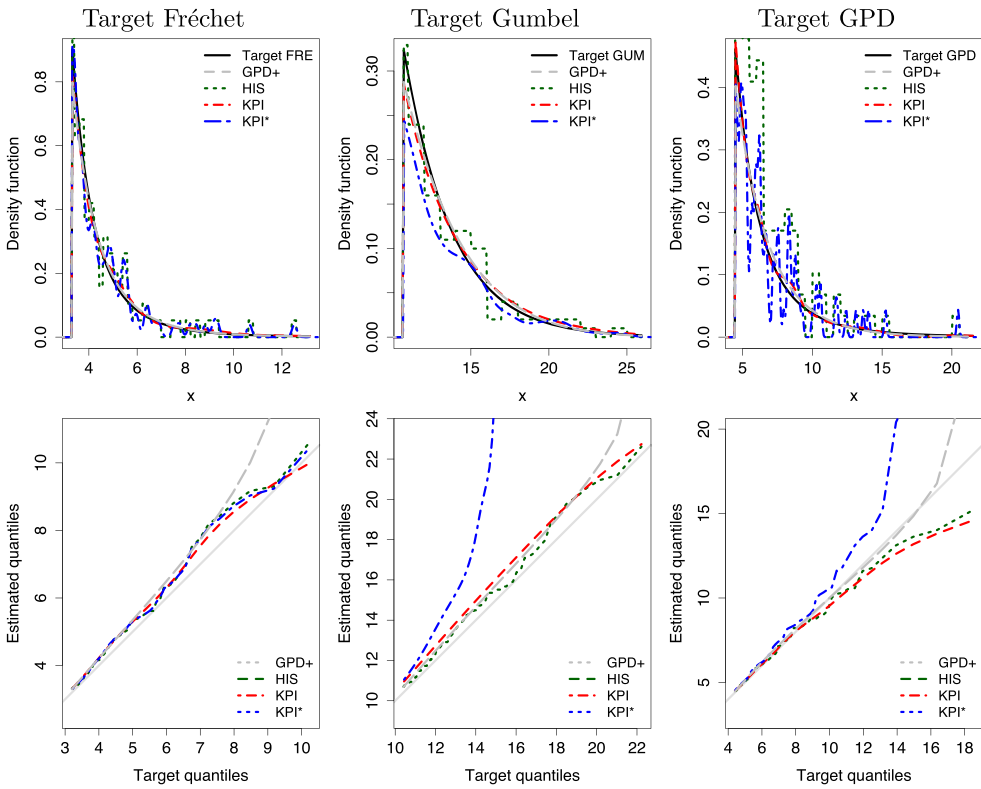 Target Fréchet
Target Gumbel
Target GPD
Density function
0.0 0.2 0.4 0.6 0.8
Target FRE
GPD+
HIS
KPI
KPI*
4 6 8 10 12
x
Density function
0.00 0.10 0.20 0.30
Target GUM
GPD+
HIS
KPI
KPI*
15 20 25
x
Density function
0.0 0.1 0.2 0.3 0.4
Target GPD
GPD+
HIS
KPI
KPI*
5 10 15 20
x
Estimated quantiles
4 6 8 10
GPD+
HIS
KPI
KPI*
3 4 5 6 7 8 9 10
Target quantiles
Estimated quantiles
10 12 14 16 18 20 22 24
GPD+
HIS
KPI
KPI*
10 12 14 16 18 20 22
Target quantiles
Estimated quantiles
5 10 15 20
GPD+
HIS
KPI
KPI*
4 6 8 10 12 14 16 18
Target quantiles